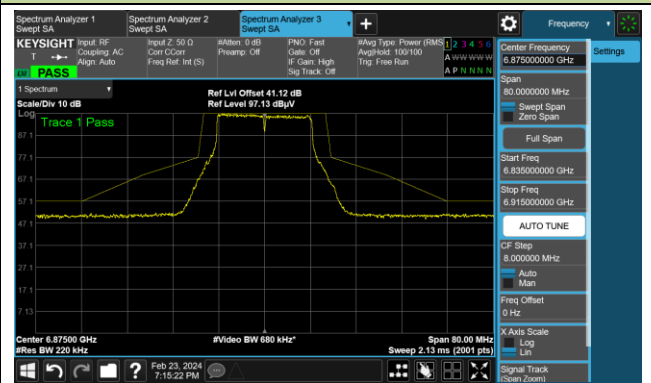 Spectrum Analyzer 1
Swept SA
Spectrum Analyzer 2
Swept SA
Spectrum Analyzer 3
Swept SA
Frequency
KEYSIGHT
Input: RF
Coupling: AC
Align: Auto
Input Z: 50 Ω
Corr CCorr
Freq Ref: Int (S)
#Atten: 0 dB
Preamp: Off
PNO: Fast
Gate: Off
IF Gain: High
Sig Track: Off
#Avg Type: Power (RMS
Avg|Hold: 100/100
Trig: Free Run
1 2 3 4 5 6
A W W W W W
A P N N N N
T
PASS
1 Spectrum
Scale/Div 10 dB
Ref Lvl Offset 41.12 dB
Ref Level 97.13 dBµV
Log
Trace 1 Pass
87.1
77.1
67.1
57.1
47.1
37.1
27.1
17.1
7.13
Center 6.87500 GHz
#Res BW 220 kHz
#Video BW 680 kHz*
Span 80.00 MHz
Sweep 2.13 ms (2001 pts)
Feb 23, 2024
7:15:22 PM
Center Frequency
6.875000000 GHz
Settings
Span
80.0000000 MHz
Swept Span
Zero Span
Full Span
Start Freq
6.835000000 GHz
Stop Freq
6.915000000 GHz
AUTO TUNE
CF Step
8.000000 MHz
Auto
Man
Freq Offset
0 Hz
X Axis Scale
Log
Lin
Signal Track
(Span Zoom)